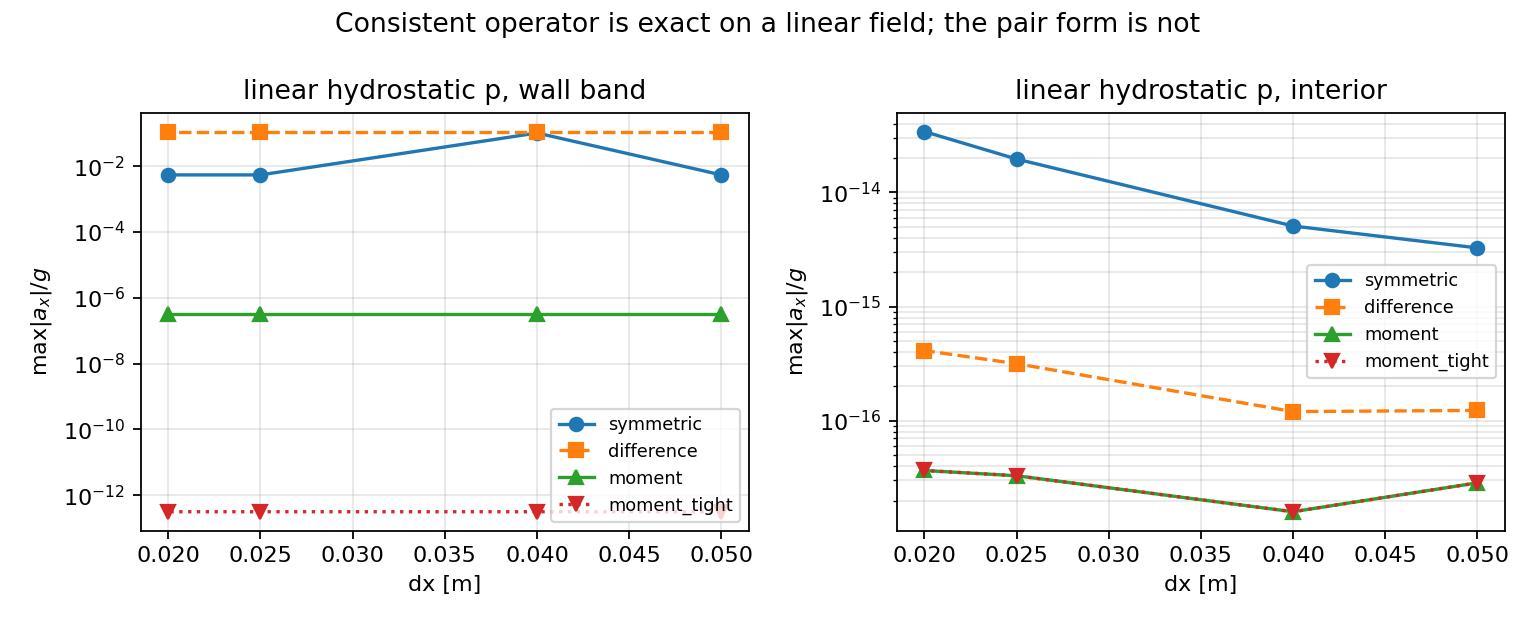 Consistent operator is exact on a linear field; the pair form is not
linear hydrostatic p, wall band
max|a_x|/g
10^{-2}
10^{-4}
10^{-6}
10^{-8}
10^{-10}
10^{-12}
symmetric
difference
moment
moment_tight
0.020 0.025 0.030 0.035 0.040 0.045 0.050
dx [m]
linear hydrostatic p, interior
max|a_x|/g
10^{-14}
10^{-15}
10^{-16}
symmetric
difference
moment
moment_tight
0.020 0.025 0.030 0.035 0.040 0.045 0.050
dx [m]